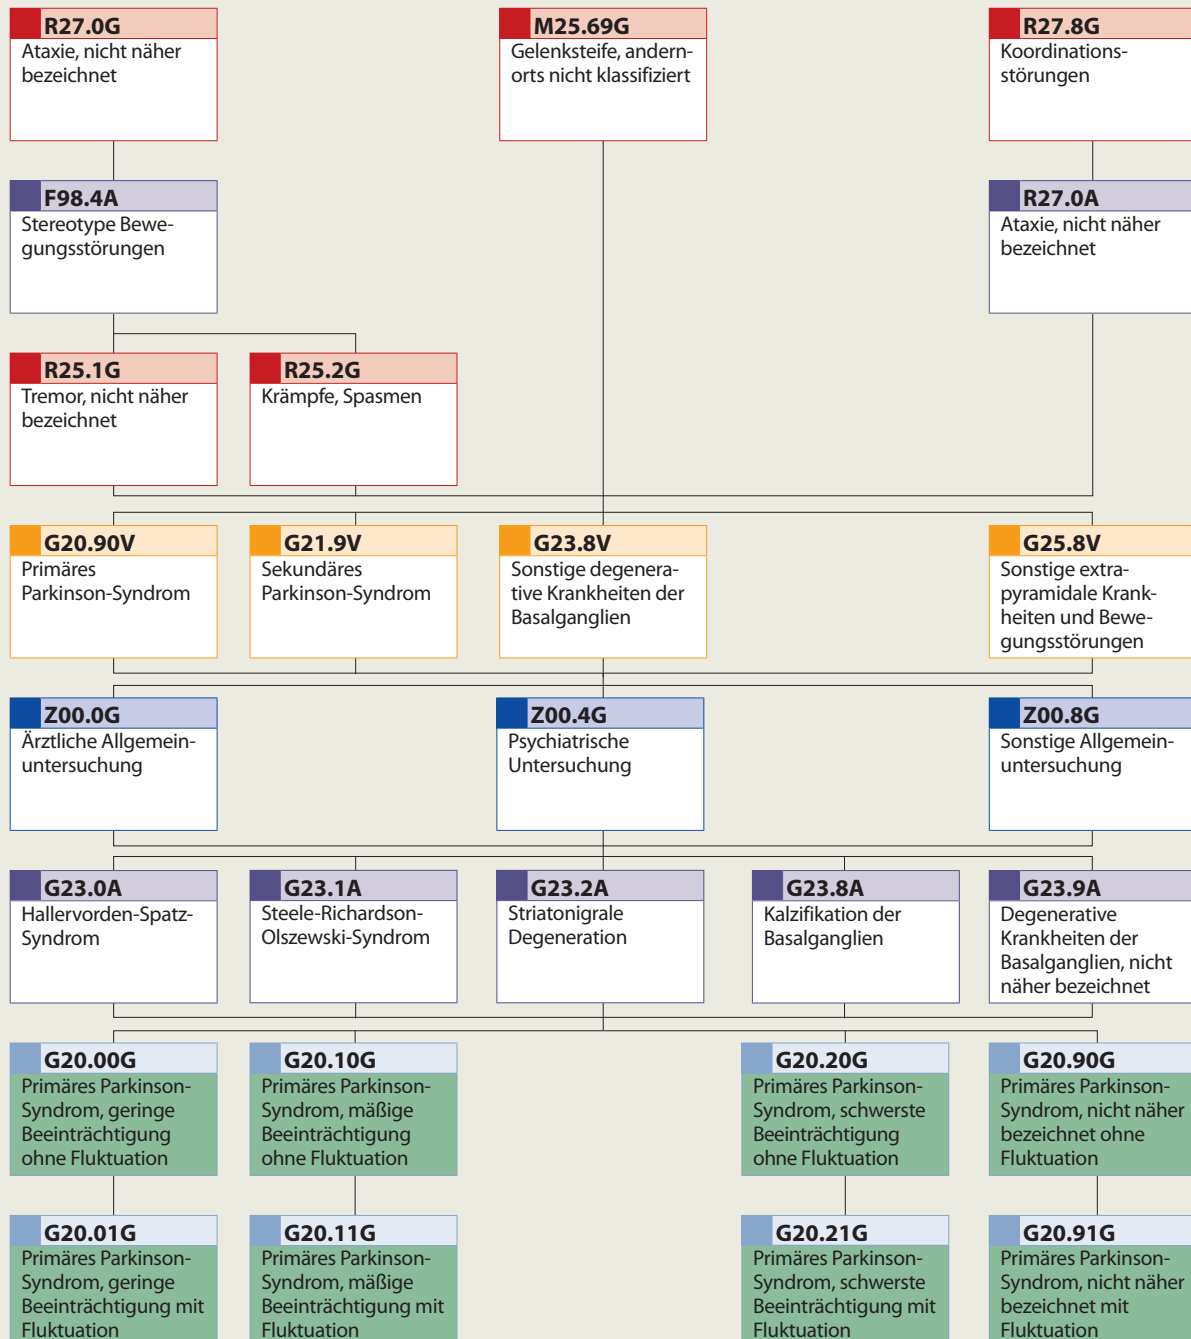 R27.0G
Ataxie, nicht näher
bezeichnet
M25.69G
Gelenksteife, andern-
orts nicht klassifiziert
R27.8G
Koordinations-
störungen
F98.4A
Stereotype Bewe-
gungsstörungen
R27.0A
Ataxie, nicht näher
bezeichnet
R25.1G
Tremor, nicht näher
bezeichnet
R25.2G
Krämpfe, Spasmen
G20.90V
Primäres
Parkinson-Syndrom
G21.9V
Sekundäres
Parkinson-Syndrom
G23.8V
Sonstige degenera-
tive Krankheiten der
Basalganglien
G25.8V
Sonstige extra-
pyramidale Krank-
heiten und Bewe-
gungsstörungen
Z00.0G
Ärztliche Allgemein-
untersuchung
Z00.4G
Psychiatrische
Untersuchung
Z00.8G
Sonstige Allgemein-
untersuchung
G23.0A
Hallervorden-Spatz-
Syndrom
G23.1A
Steele-Richardson-
Olszewski-Syndrom
G23.2A
Striatonigrale
Degeneration
G23.8A
Kalzifikation der
Basalganglien
G23.9A
Degenerative
Krankheiten der
Basalganglien, nicht
näher bezeichnet
G20.00G
Primäres Parkinson-
Syndrom, geringe
Beeinträchtigung
ohne Fluktuation
G20.10G
Primäres Parkinson-
Syndrom, mäßige
Beeinträchtigung
ohne Fluktuation
G20.20G
Primäres Parkinson-
Syndrom, schwerste
Beeinträchtigung
ohne Fluktuation
G20.90G
Primäres Parkinson-
Syndrom, nicht näher
bezeichnet ohne
Fluktuation
G20.01G
Primäres Parkinson-
Syndrom, geringe
Beeinträchtigung mit
Fluktuation
G20.11G
Primäres Parkinson-
Syndrom, mäßige
Beeinträchtigung mit
Fluktuation
G20.21G
Primäres Parkinson-
Syndrom, schwerste
Beeinträchtigung mit
Fluktuation
G20.91G
Primäres Parkinson-
Syndrom, nicht näher
bezeichnet mit
Fluktuation